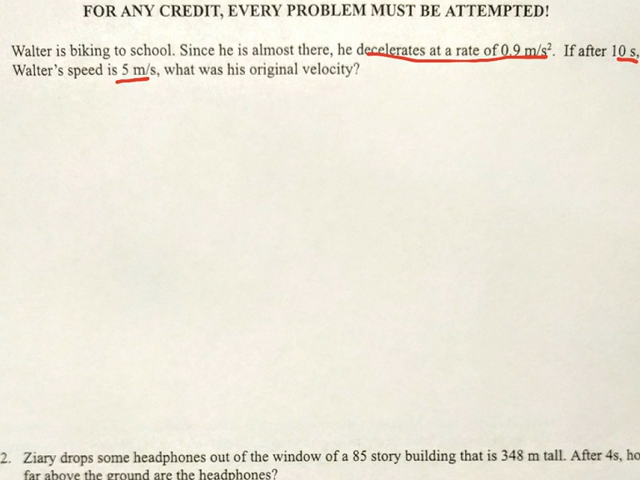 FOR ANY CREDIT, EVERY PROBLEM MUST BE ATTEMPTED!
Walter is biking to school. Since he is almost there, he decelerates at a rate of 0.9 m/s². If after 10 s,
Walter's speed is 5 m/s, what was his original velocity?
2. Ziary drops some headphones out of the window of a 85 story building that is 348 m tall. After 4s,
far above the ground are the headphones?